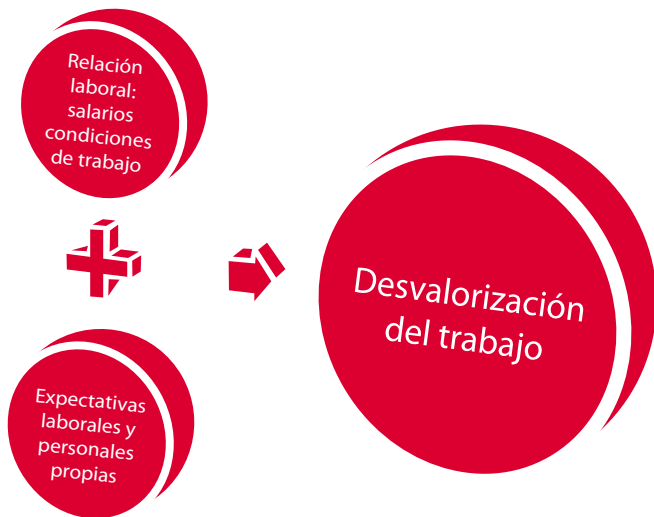 Relación
laboral:
salarios
condiciones
de trabajo
Expectativas
laborales y
personales
propias
Desvalorización
del trabajo